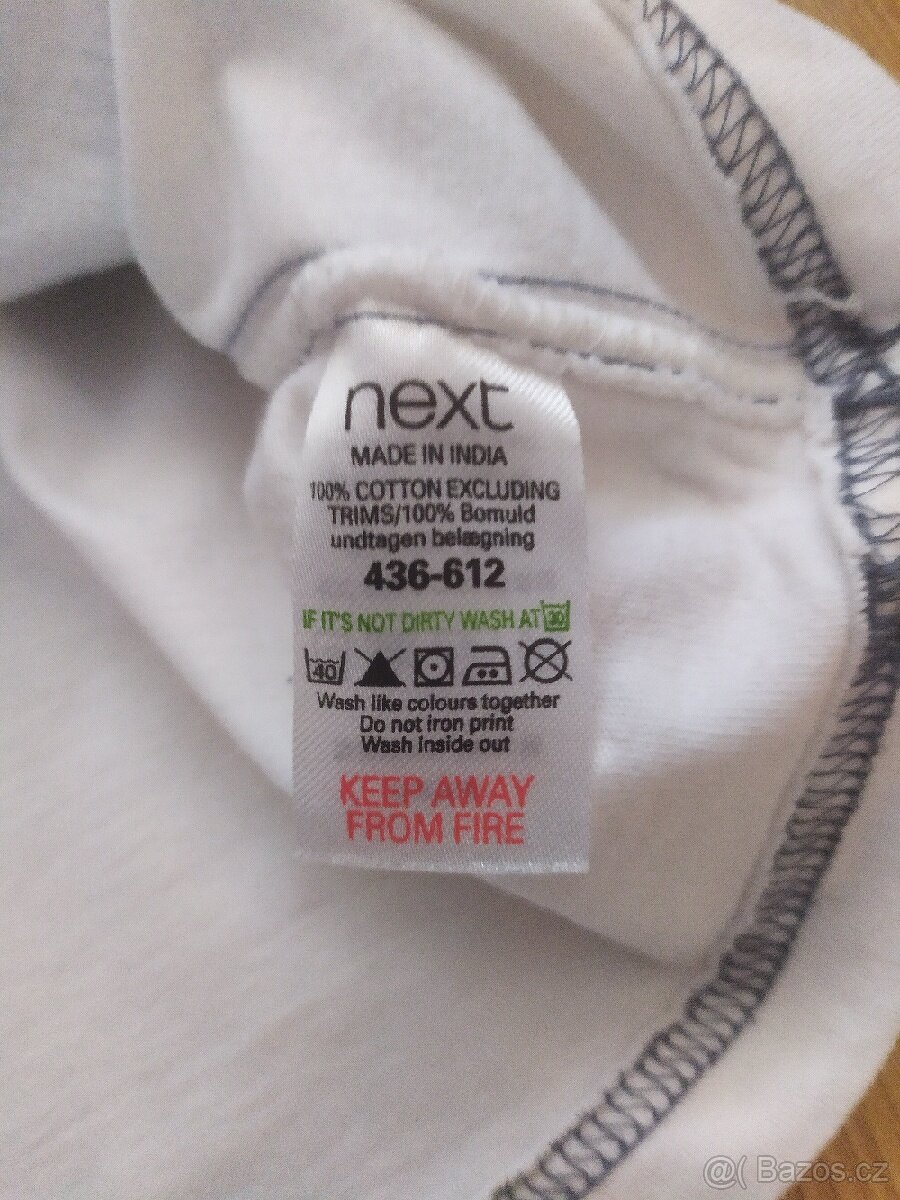 next
MADE IN INDIA
100% COTTON EXCLUDING
TRIMS/100% Bomuld
undtagen belægning
436-612
IF IT'S NOT DIRTY WASH AT 30
40
Wash like colours together
Do not iron print
Wash inside out
KEEP AWAY
FROM FIRE
@( Bazos.cz